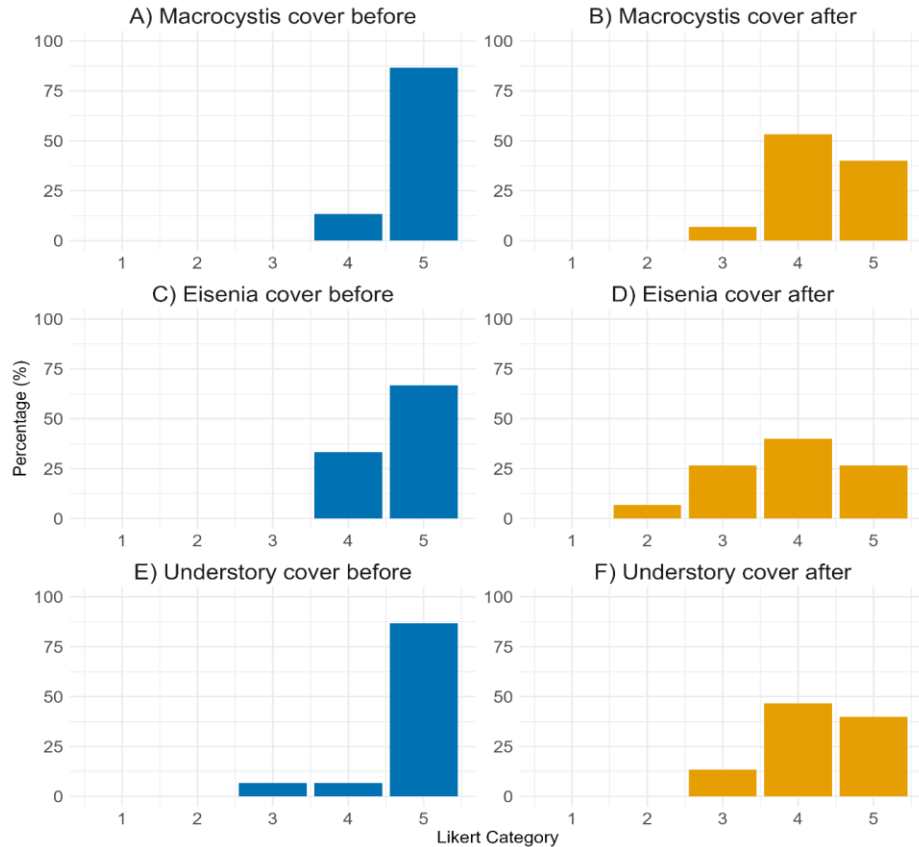 A) Macrocystis cover before
B) Macrocystis cover after
100
75
50
25
0
1 2 3 4 5
100
75
50
25
0
1 2 3 4 5
C) Eisenia cover before
D) Eisenia cover after
Percentage (%)
100
75
50
25
0
1 2 3 4 5
100
75
50
25
0
1 2 3 4 5
E) Understory cover before
F) Understory cover after
100
75
50
25
0
1 2 3 4 5
100
75
50
25
0
1 2 3 4 5
Likert Category